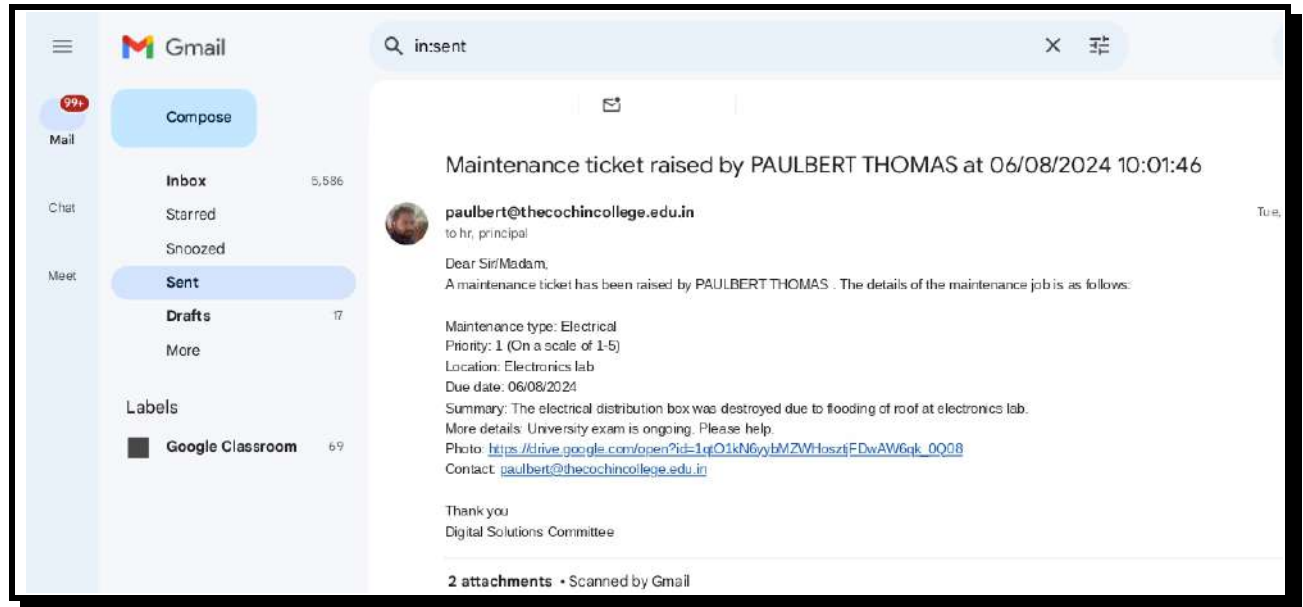 Gmail
in:sent
99+
Mail
Chat
Meet
Compose
Inbox 5,586
Starred
Snoozed
Sent
Drafts 17
More
Labels
Google Classroom 69
Maintenance ticket raised by PAULBERT THOMAS at 06/08/2024 10:01:46
paulbert@thecochincollege.edu.in
Tue,
to hr, principal
Dear Sir/Madam,
A maintenance ticket has been raised by PAULBERT THOMAS . The details of the maintenance job is as follows:
Maintenance type: Electrical
Priority: 1 (On a scale of 1-5)
Location: Electronics lab
Due date: 06/08/2024
Summary: The electrical distribution box was destroyed due to flooding of roof at electronics lab.
More details: University exam is ongoing. Please help.
Photo: https://drive.google.com/open?id=1qtO1kN6yybMZWHosztjFDwAW6qk_0Q08
Contact: paulbert@thecochincollege.edu.in
Thank you
Digital Solutions Committee
2 attachments • Scanned by Gmail